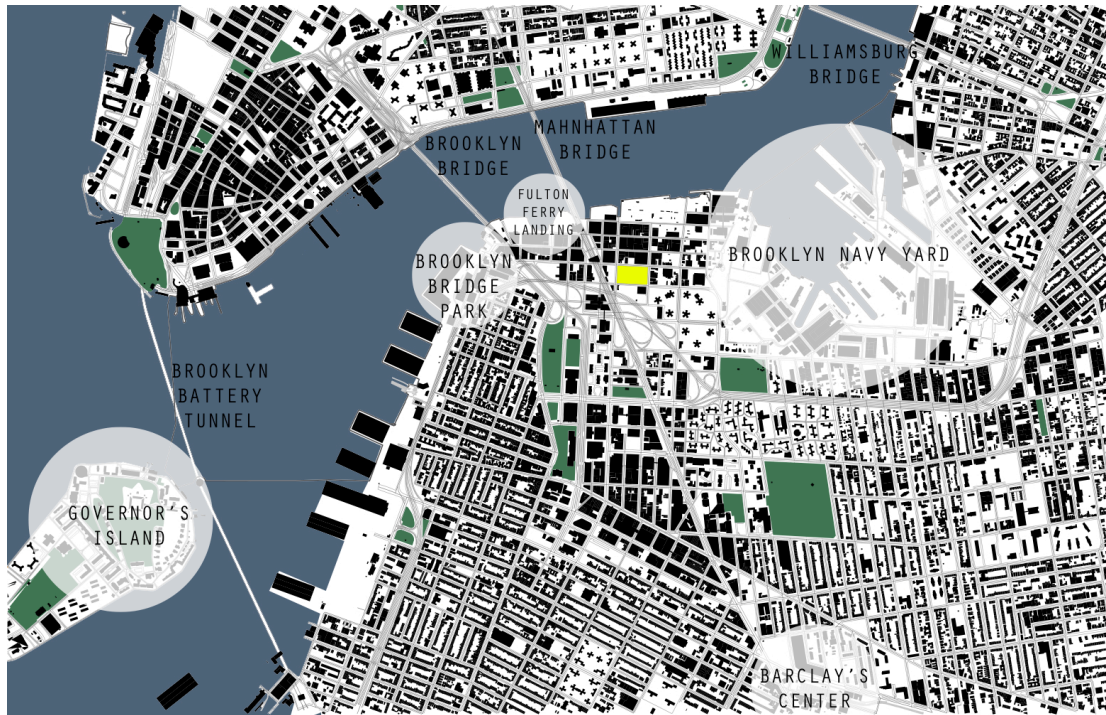 WILLIAMSBURG
BRIDGE
MAHNHATTAN
BRIDGE
BROOKLYN
BRIDGE
FULTON
FERRY
LANDING
BROOKLYN NAVY YARD
BROOKLYN
BRIDGE
PARK
BROOKLYN
BATTERY
TUNNEL
GOVERNOR'S
ISLAND
BARCLAY'S
CENTER